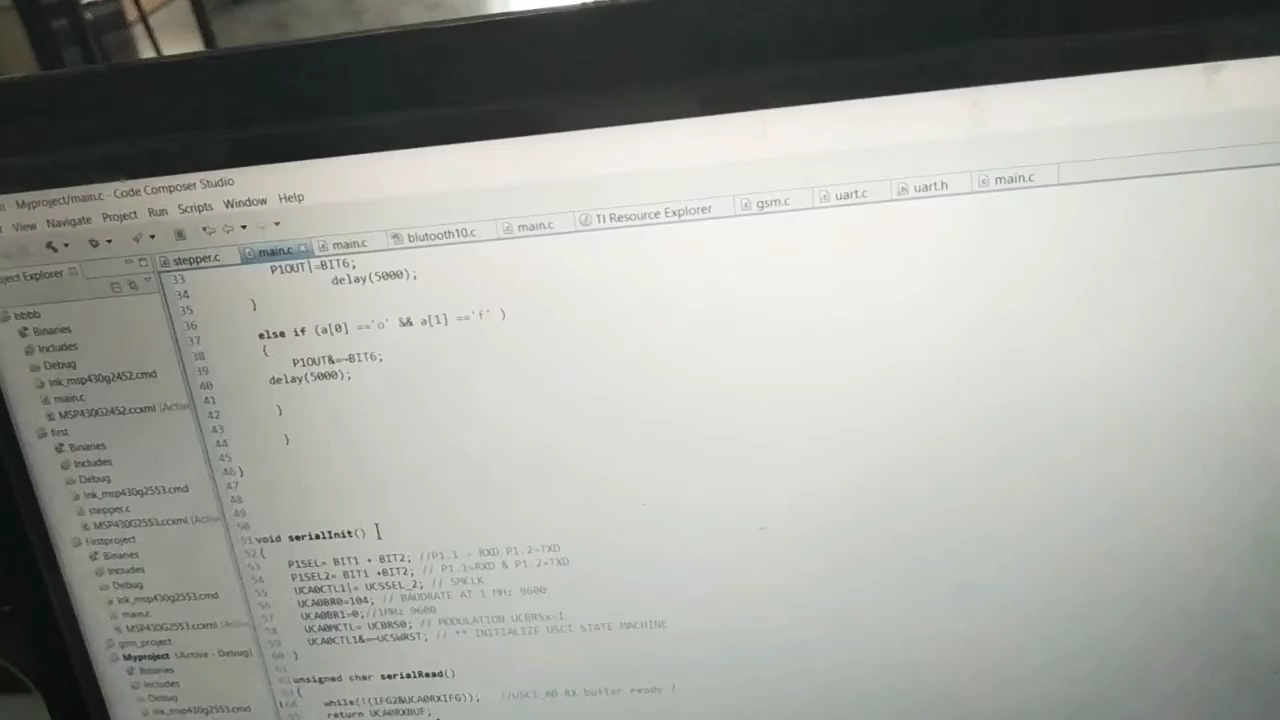 Myproject/main.c - Code Composer Studio
View Navigate Project Run Scripts Window Help
stepper.c main.c main.c blutooth10.c main.c TI Resource Explorer gsm.c uart.c uart.h main.c
ject Explorer
bbbb
Binaries
Includes
Debug
lnk_msp430g2452.cmd
main.c
MSP430G2452.ccxml (Active
first
Binaries
Includes
Debug
lnk_msp430g2553.cmd
stepper.c
MSP430G2553.ccxml (Activ
Firstproject
Binaries
Includes
Debug
lnk_msp430g2553.cmd
main.c
MSP430G2553.ccxml (Activ
gsm_project
Myproject (Active - Debug)
Binaries
Includes
Debug
lnk_msp430g2553.cmd
33 P1OUT|=BIT6;
34 delay(5000);
35 }
36
37 else if (a[0] =='o' && a[1] =='f' )
38 {
39 P1OUT&=~BIT6;
40 delay(5000);
41
42 }
43
44 }
45
46 }
47
48
49
50
51 void serialInit()
52 {
53 P1SEL= BIT1 + BIT2; //P1.1 - RXD P1.2=TXD
54 P1SEL2= BIT1 +BIT2; // P1.1=RXD & P1.2=TXD
55 UCA0CTL1|= UCSSEL_2; // SMCLK
56 UCA0BR0=104; // BAUDRATE AT 1 MHz 9600
57 UCA0BR1=0;//1MHz 9600
58 UCA0MCTL= UCBRS0; // MODULATION UCBRSx=1
59 UCA0CTL1&=~UCSWRST; // ** INITIALIZE USCI STATE MACHINE
60 }
61
unsigned char serialRead()
{
64 while(!(IFG2&UCA0RXIFG)); //USCI_A0 RX buffer ready ?
return UCA0RXBUF;